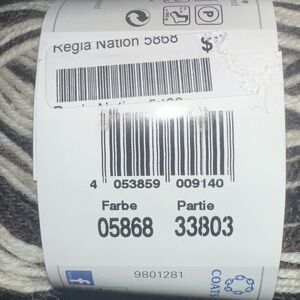 Regia Nation 5868 $
4 053859 009140
Farbe Partie
05868 33803
9801281
COATS